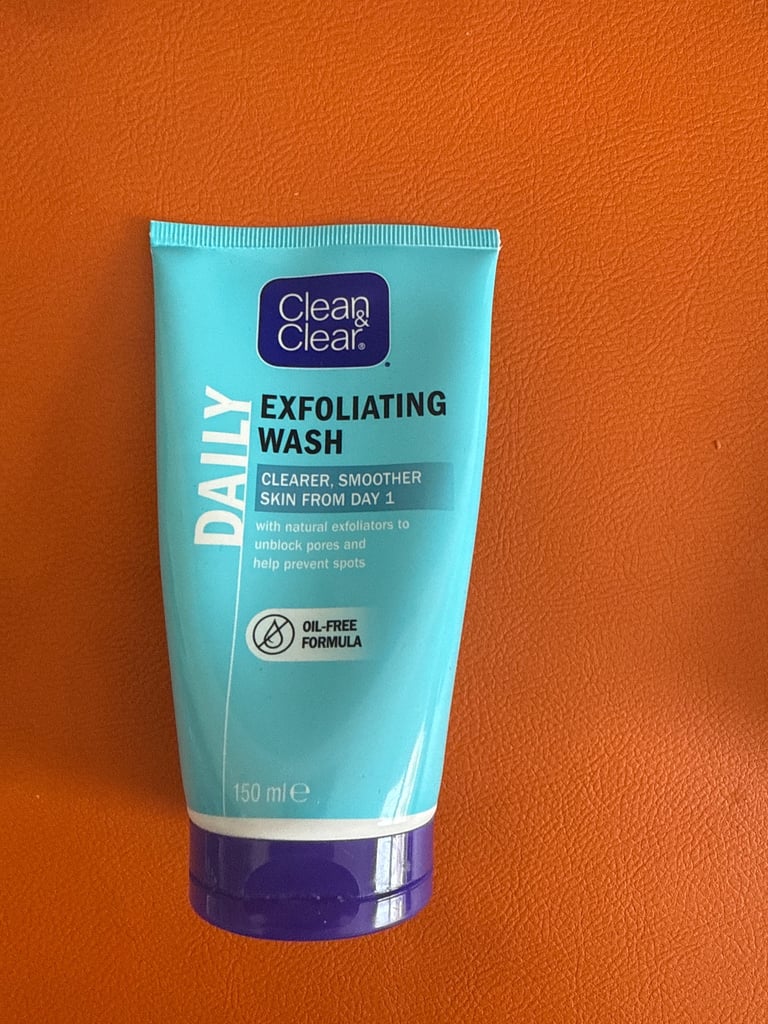 Clean &
Clear®
DAILY
EXFOLIATING
WASH
CLEARER, SMOOTHER
SKIN FROM DAY 1
with natural exfoliators to
unblock pores and
help prevent spots
OIL-FREE
FORMULA
150 ml ℮